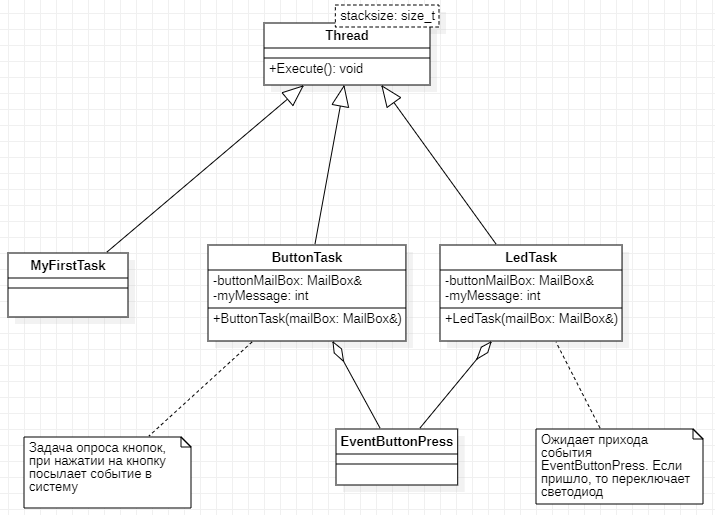 stacksize: size_t
Thread
+Execute(): void
MyFirstTask
ButtonTask
-buttonMailBox: MailBox&
-myMessage: int
+ButtonTask(mailBox: MailBox&)
LedTask
-buttonMailBox: MailBox&
-myMessage: int
+LedTask(mailBox: MailBox&)
Задача опроса кнопок,
при нажатии на кнопку
посылает событие в
систему
EventButtonPress
Ожидает прихода
события
EventButtonPress. Если
пришло, то переключает
светодиод